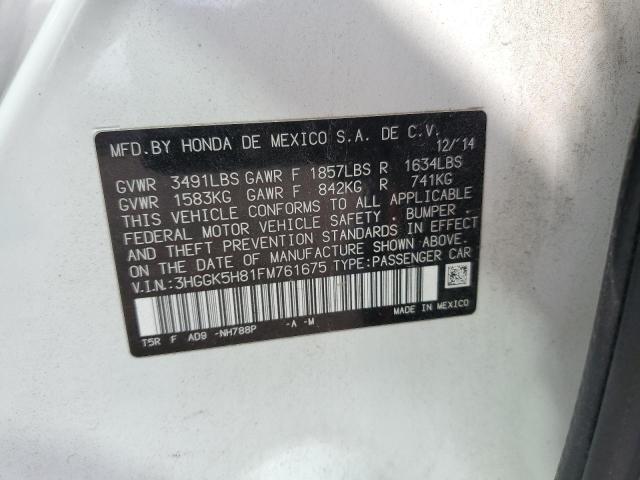 MFD.BY HONDA DE MEXICO S.A. DE C.V.
12/'14
GVWR 3491LBS GAWR F 1857LBS R 1634LBS
GVWR 1583KG GAWR F 842KG R 741KG
THIS VEHICLE CONFORMS TO ALL APPLICABLE
FEDERAL MOTOR VEHICLE SAFETY, BUMPER,
AND THEFT PREVENTION STANDARDS IN EFFECT
ON THE DATE OF MANUFACTURE SHOWN ABOVE.
V.I.N.:3HGGK5H81FM761675 TYPE:PASSENGER CAR
MADE IN MEXICO
T5R F AD9 -NH788P -A -M